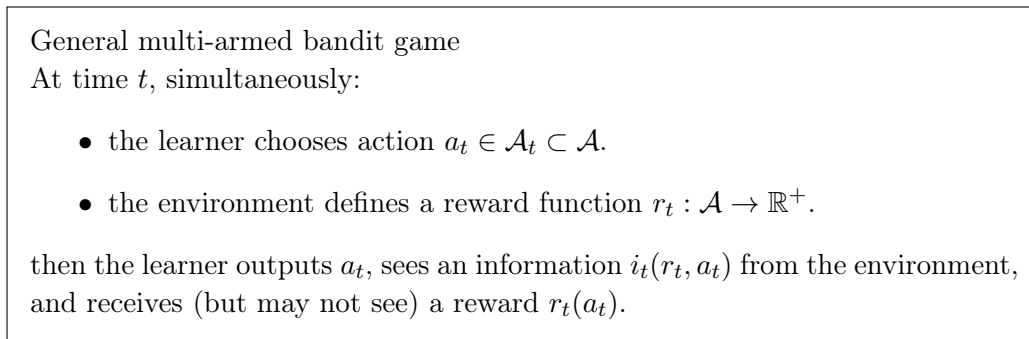 General multi-armed bandit game
At time t, simultaneously:
• the learner chooses action a_t ∈ 𝒜_t ⊂ 𝒜.
• the environment defines a reward function r_t : 𝒜 → ℝ^+.
then the learner outputs a_t, sees an information i_t(r_t, a_t) from the environment,
and receives (but may not see) a reward r_t(a_t).